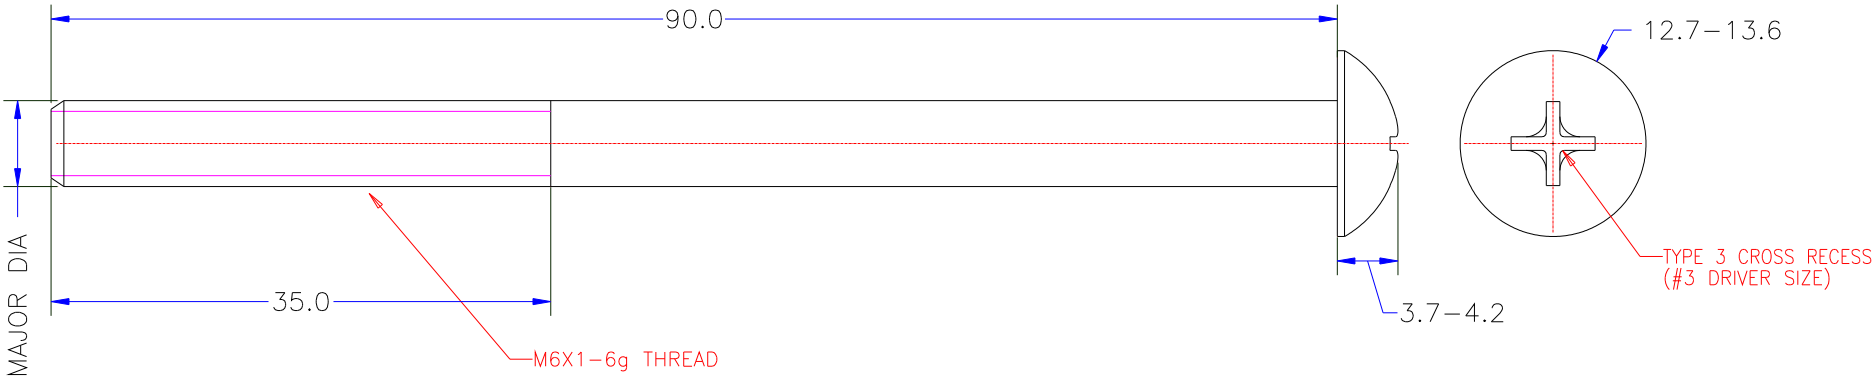 90.0
12.7-13.6
MAJOR DIA
35.0
3.7-4.2
TYPE 3 CROSS RECESS
(#3 DRIVER SIZE)
M6X1-6g THREAD